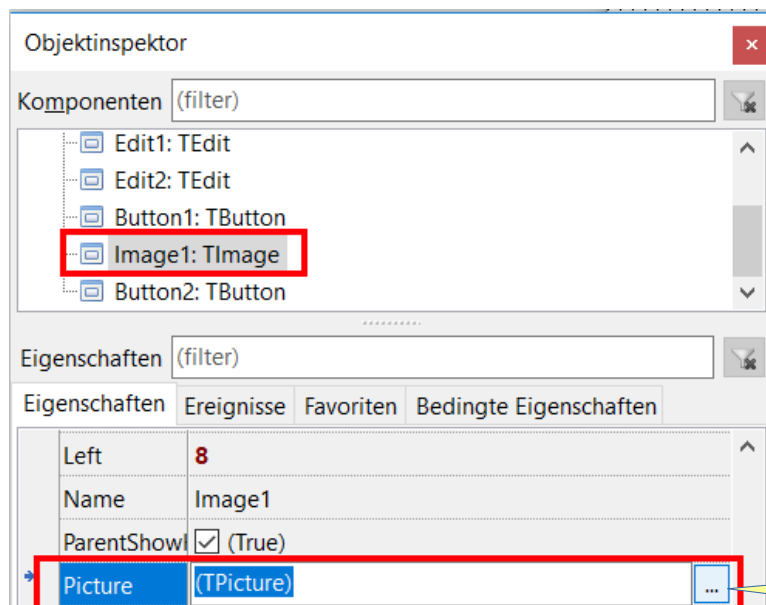 Objektinspektor
Komponenten (filter)
Edit1: TEdit
Edit2: TEdit
Button1: TButton
Image1: TImage
Button2: TButton
Eigenschaften (filter)
Eigenschaften Ereignisse Favoriten Bedingte Eigenschaften
Left 8
Name Image1
ParentShowH (True)
Picture (TPicture) ...